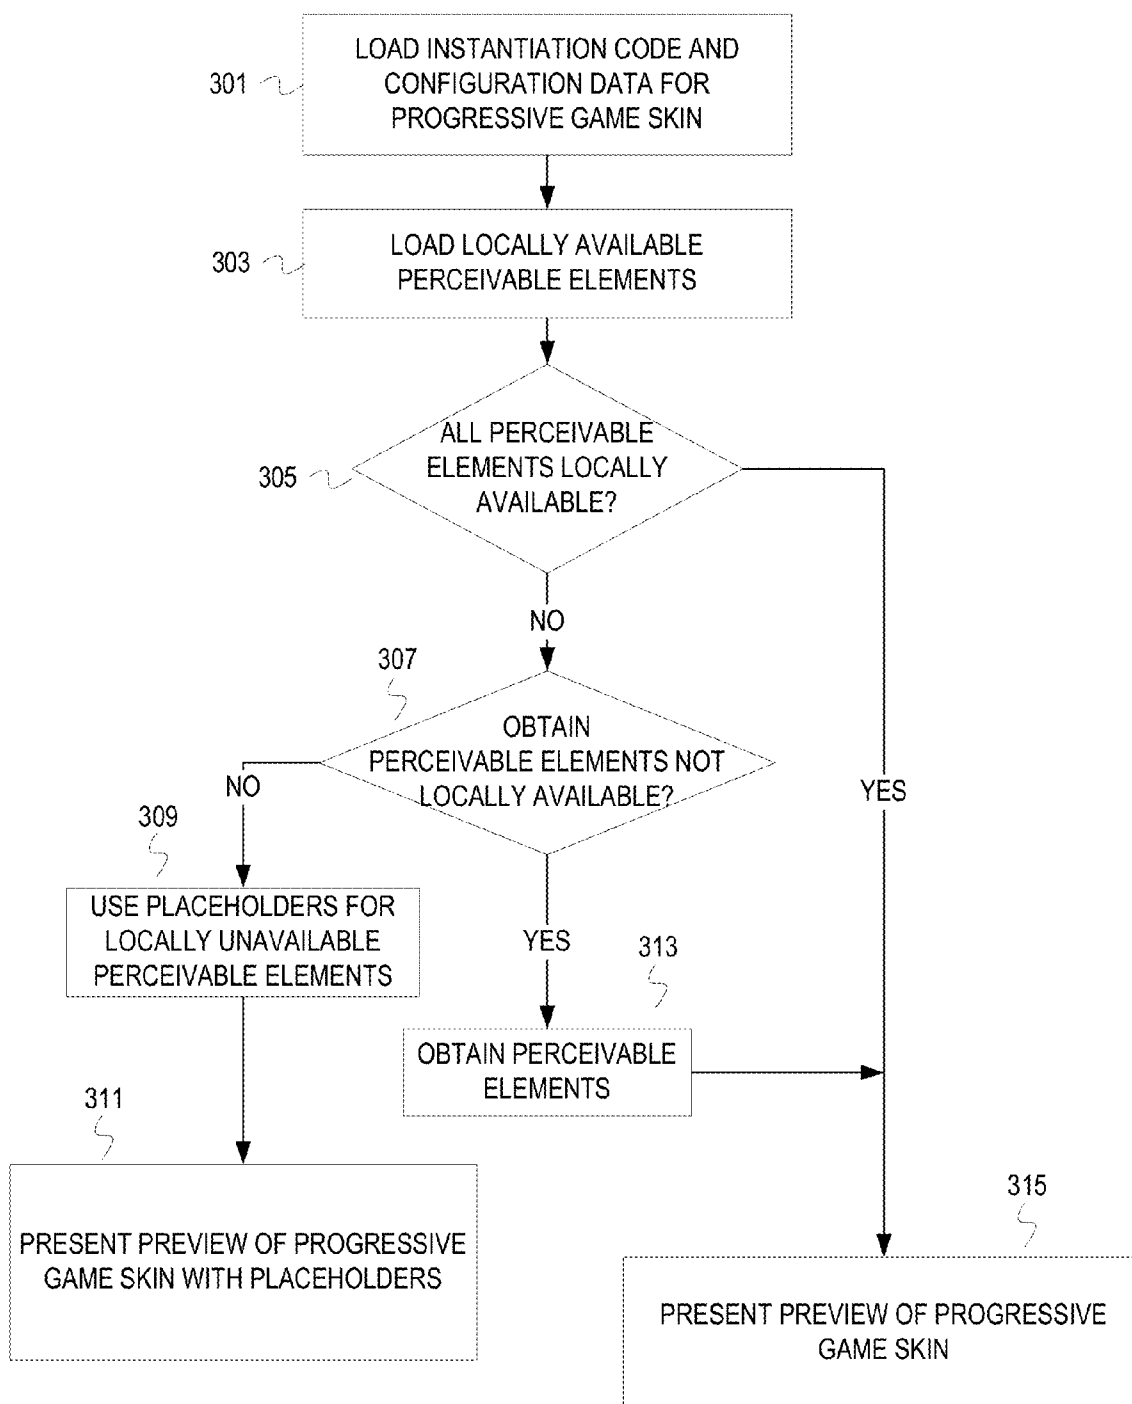 LOAD INSTANTIATION CODE AND
CONFIGURATION DATA FOR
PROGRESSIVE GAME SKIN
301
LOAD LOCALLY AVAILABLE
PERCEIVABLE ELEMENTS
303
ALL PERCEIVABLE
ELEMENTS LOCALLY
AVAILABLE?
305
NO
307
OBTAIN
PERCEIVABLE ELEMENTS NOT
LOCALLY AVAILABLE?
NO
YES
309
USE PLACEHOLDERS FOR
LOCALLY UNAVAILABLE
PERCEIVABLE ELEMENTS
YES
313
OBTAIN PERCEIVABLE
ELEMENTS
311
PRESENT PREVIEW OF PROGRESSIVE
GAME SKIN WITH PLACEHOLDERS
315
PRESENT PREVIEW OF PROGRESSIVE
GAME SKIN